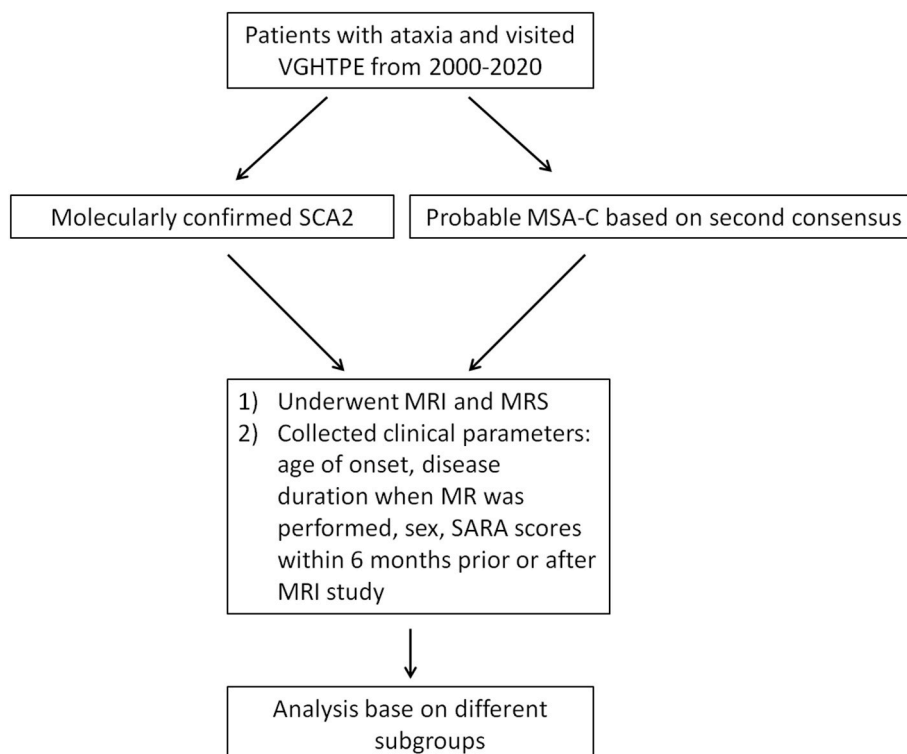 Patients with ataxia and visited
VGHTPE from 2000-2020
Molecularly confirmed SCA2
Probable MSA-C based on second consensus
1) Underwent MRI and MRS
2) Collected clinical parameters:
age of onset, disease
duration when MR was
performed, sex, SARA scores
within 6 months prior or after
MRI study
Analysis base on different
subgroups